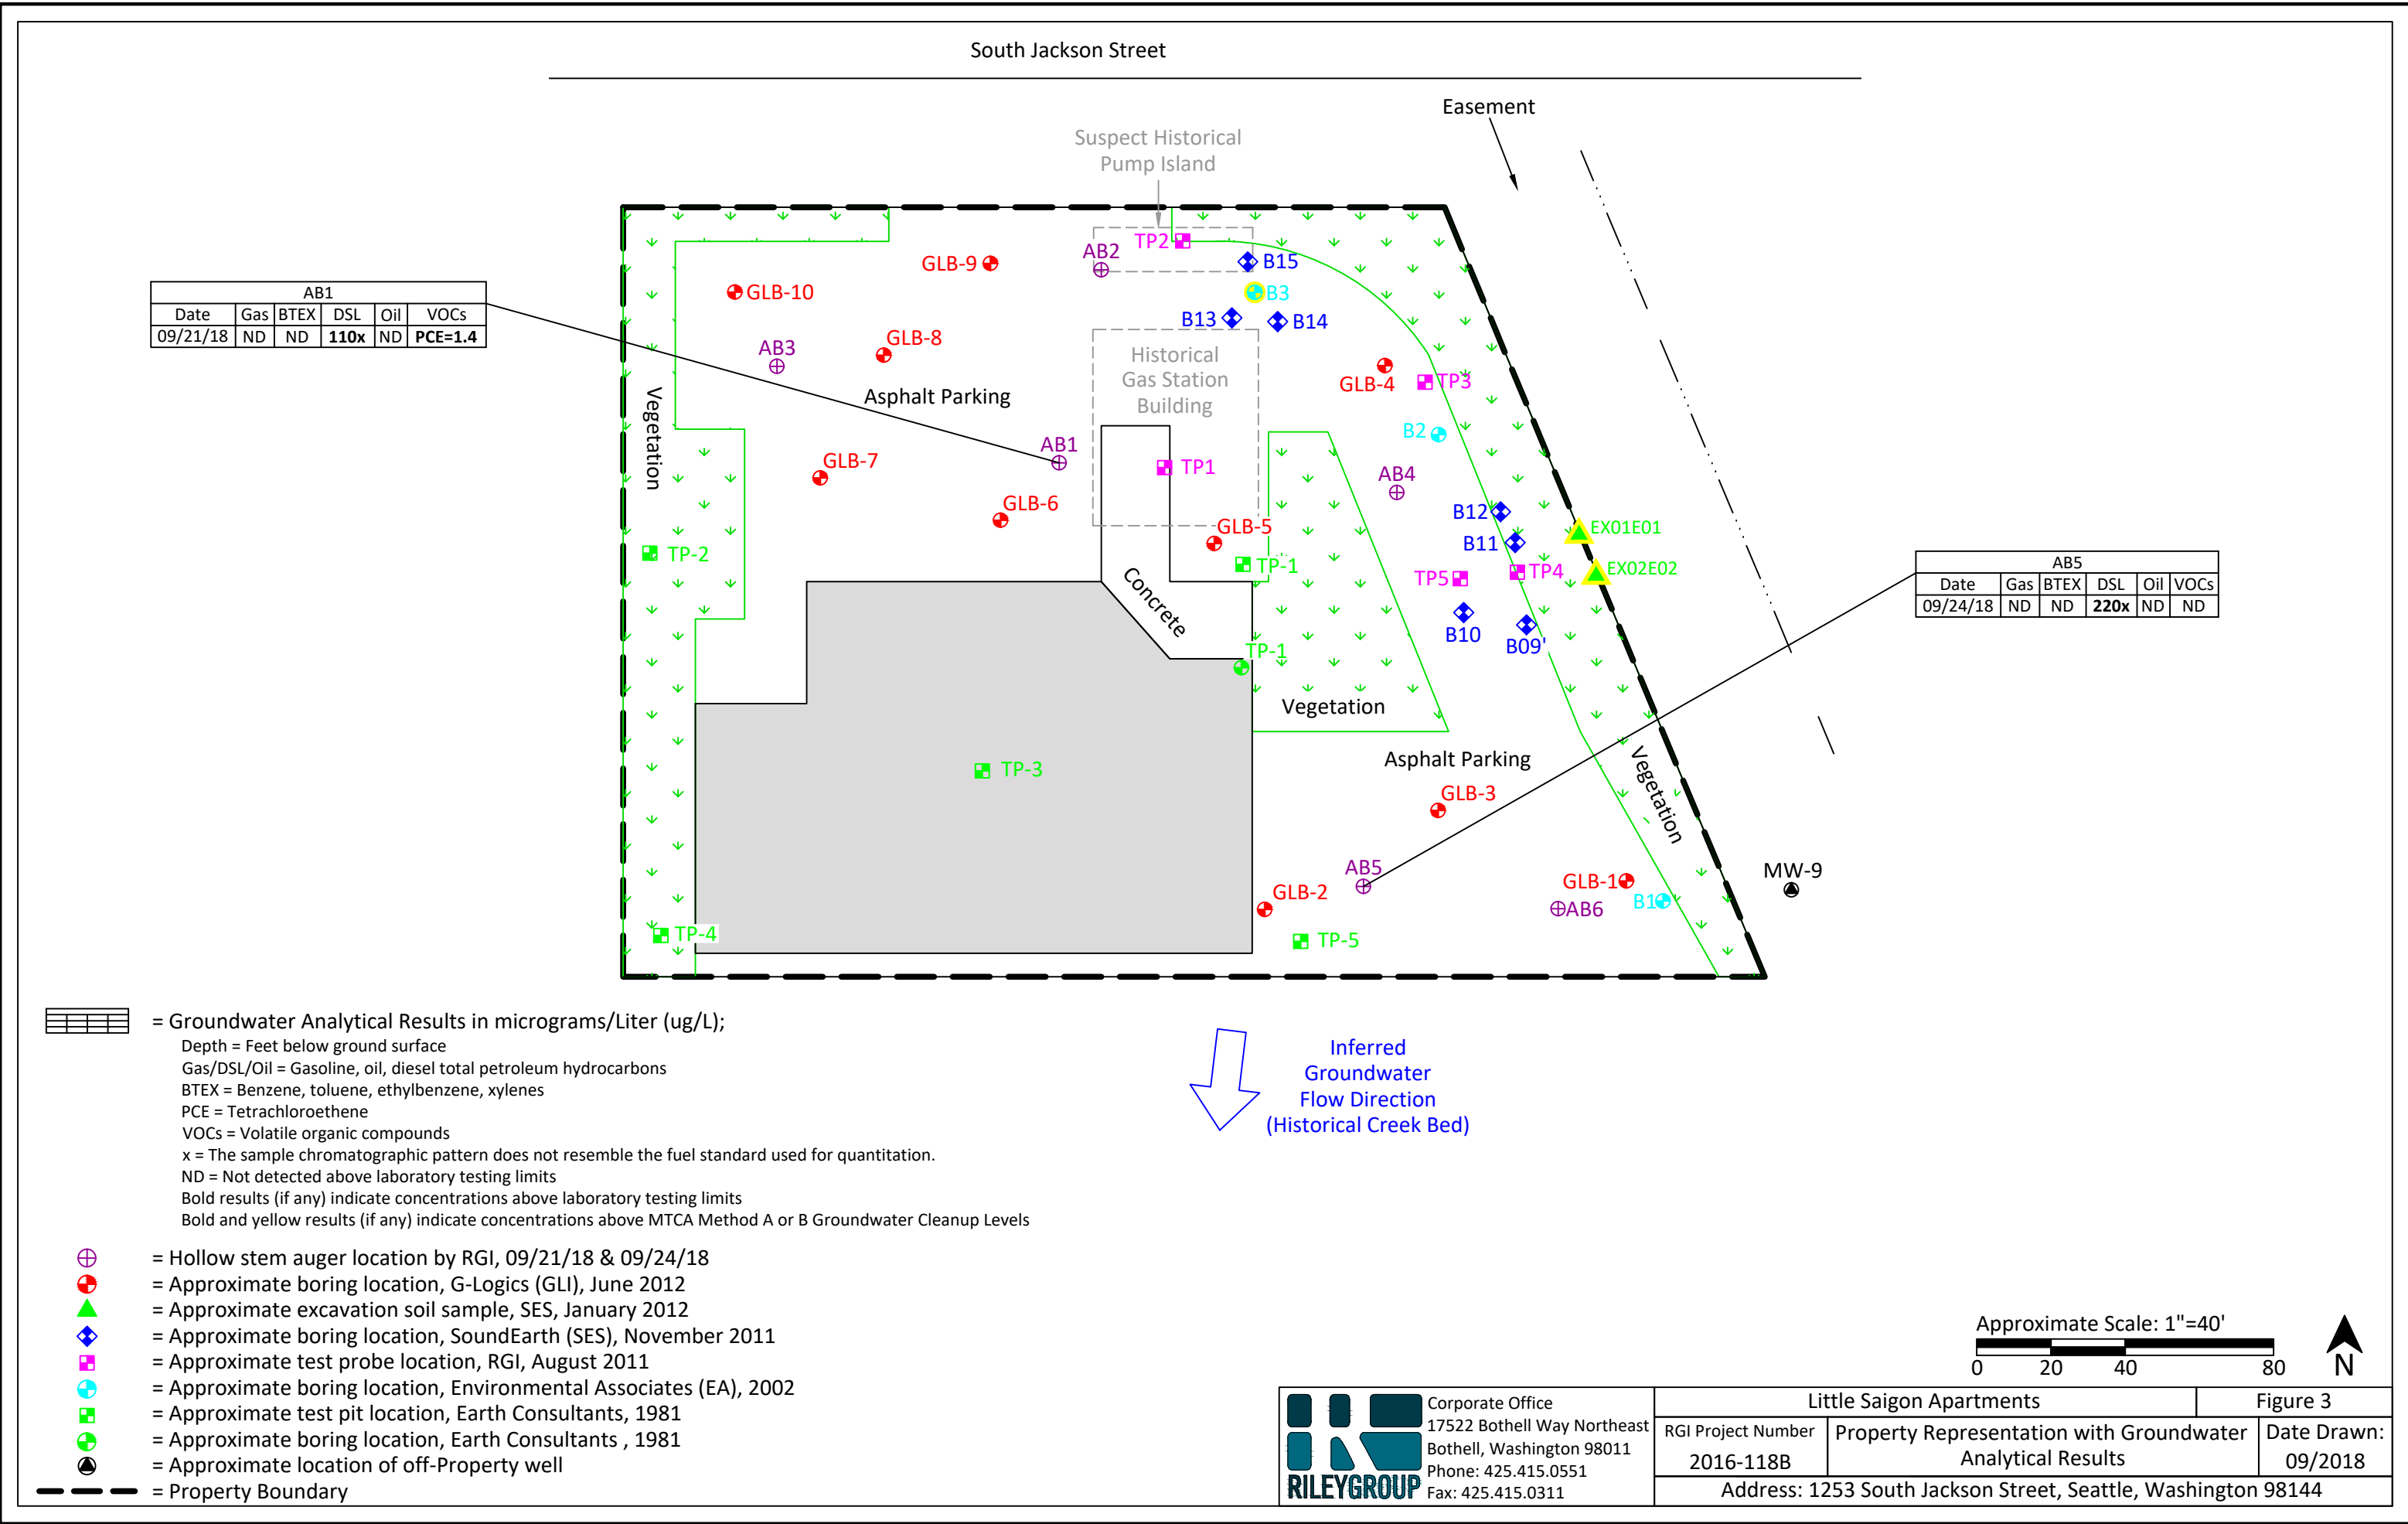 South Jackson Street
Easement
Suspect Historical
Pump Island
TP2
AB2
GLB-9
B15
GLB-10
B3
B13
B14
AB1
Date Gas BTEX DSL Oil VOCs
09/21/18 ND ND 110x ND PCE=1.4
GLB-8
AB3
Historical
Gas Station
Building
GLB-4
TP3
Asphalt Parking
Vegetation
B2
AB1
GLB-7
TP1
AB4
GLB-6
B12
GLB-5
EX01E01
B11
TP-2
TP-1
EX02E02
TP5
TP4
AB5
Date Gas BTEX DSL Oil VOCs
09/24/18 ND ND 220x ND ND
Concrete
B10
B09'
TP-1
Vegetation
Asphalt Parking
TP-3
Vegetation
GLB-3
AB5
MW-9
GLB-1
GLB-2
AB6
B1
TP-4
TP-5
= Groundwater Analytical Results in micrograms/Liter (ug/L);
Depth = Feet below ground surface
Gas/DSL/Oil = Gasoline, oil, diesel total petroleum hydrocarbons
BTEX = Benzene, toluene, ethylbenzene, xylenes
PCE = Tetrachloroethene
VOCs = Volatile organic compounds
x = The sample chromatographic pattern does not resemble the fuel standard used for quantitation.
ND = Not detected above laboratory testing limits
Bold results (if any) indicate concentrations above laboratory testing limits
Bold and yellow results (if any) indicate concentrations above MTCA Method A or B Groundwater Cleanup Levels
Inferred
Groundwater
Flow Direction
(Historical Creek Bed)
= Hollow stem auger location by RGI, 09/21/18 & 09/24/18
= Approximate boring location, G-Logics (GLI), June 2012
= Approximate excavation soil sample, SES, January 2012
= Approximate boring location, SoundEarth (SES), November 2011
= Approximate test probe location, RGI, August 2011
= Approximate boring location, Environmental Associates (EA), 2002
= Approximate test pit location, Earth Consultants, 1981
= Approximate boring location, Earth Consultants , 1981
= Approximate location of off-Property well
= Property Boundary
Approximate Scale: 1"=40'
0 20 40 80
N
RILEYGROUP
Corporate Office
17522 Bothell Way Northeast
Bothell, Washington 98011
Phone: 425.415.0551
Fax: 425.415.0311
Little Saigon Apartments
Figure 3
RGI Project Number
2016-118B
Property Representation with Groundwater
Analytical Results
Date Drawn:
09/2018
Address: 1253 South Jackson Street, Seattle, Washington 98144